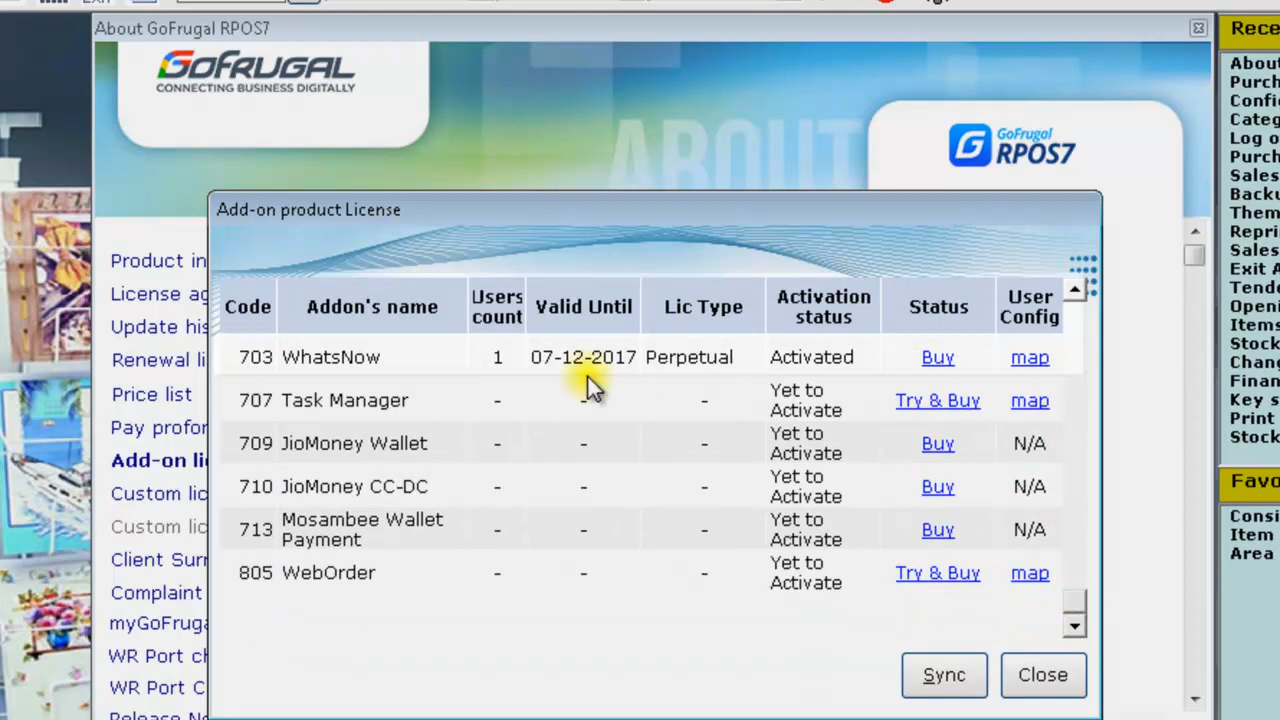 EXIT
About GoFrugal RPOS7
GOFRUGAL
CONNECTING BUSINESS DIGITALLY
ABOUT
GoFrugal
RPOS7
Add-on product License
Code Addon's name Users count Valid Until Lic Type Activation status Status User Config
703 WhatsNow 1 07-12-2017 Perpetual Activated Buy map
707 Task Manager - - - Yet to Activate Try & Buy map
709 JioMoney Wallet - - - Yet to Activate Buy N/A
710 JioMoney CC-DC - - - Yet to Activate Buy N/A
713 Mosambee Wallet Payment - - - Yet to Activate Buy N/A
805 WebOrder - - - Yet to Activate Try & Buy map
Sync Close
Product in
License ag
Update his
Renewal li
Price list
Pay profor
Add-on li
Custom lic
Custom lic
Client Sur
Complaint
myGoFruga
WR Port ch
WR Port C
Release No
Rece
About
Purch
Confi
Categ
Log o
Purch
Sales
Backu
Them
Repri
Sales
Exit A
Tende
Openi
Items
Stock
Chang
Finan
Key s
Print
Stock
Favo
Consi
Item
Area